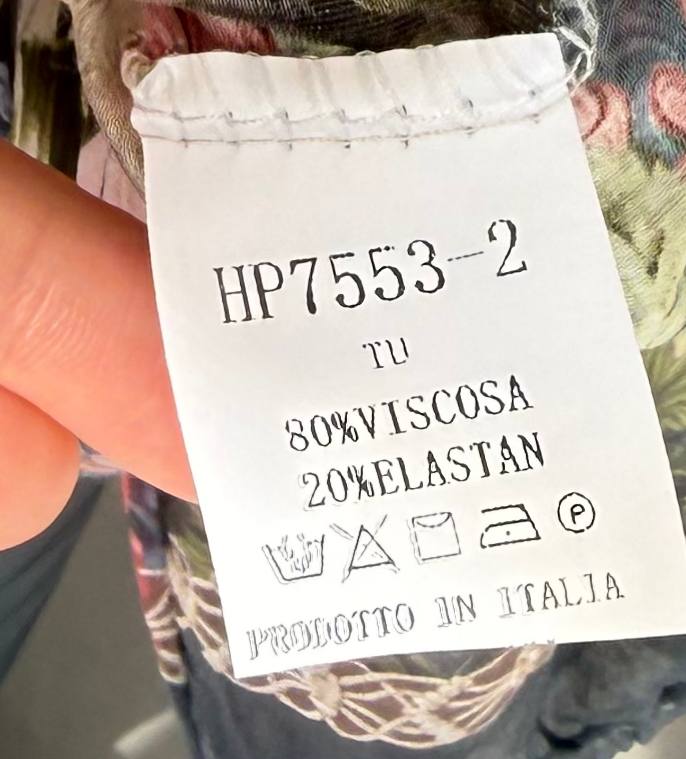 HP7553-2
TU
80%VISCOSA
20%ELASTAN
P
PRODOTTO IN ITALIA